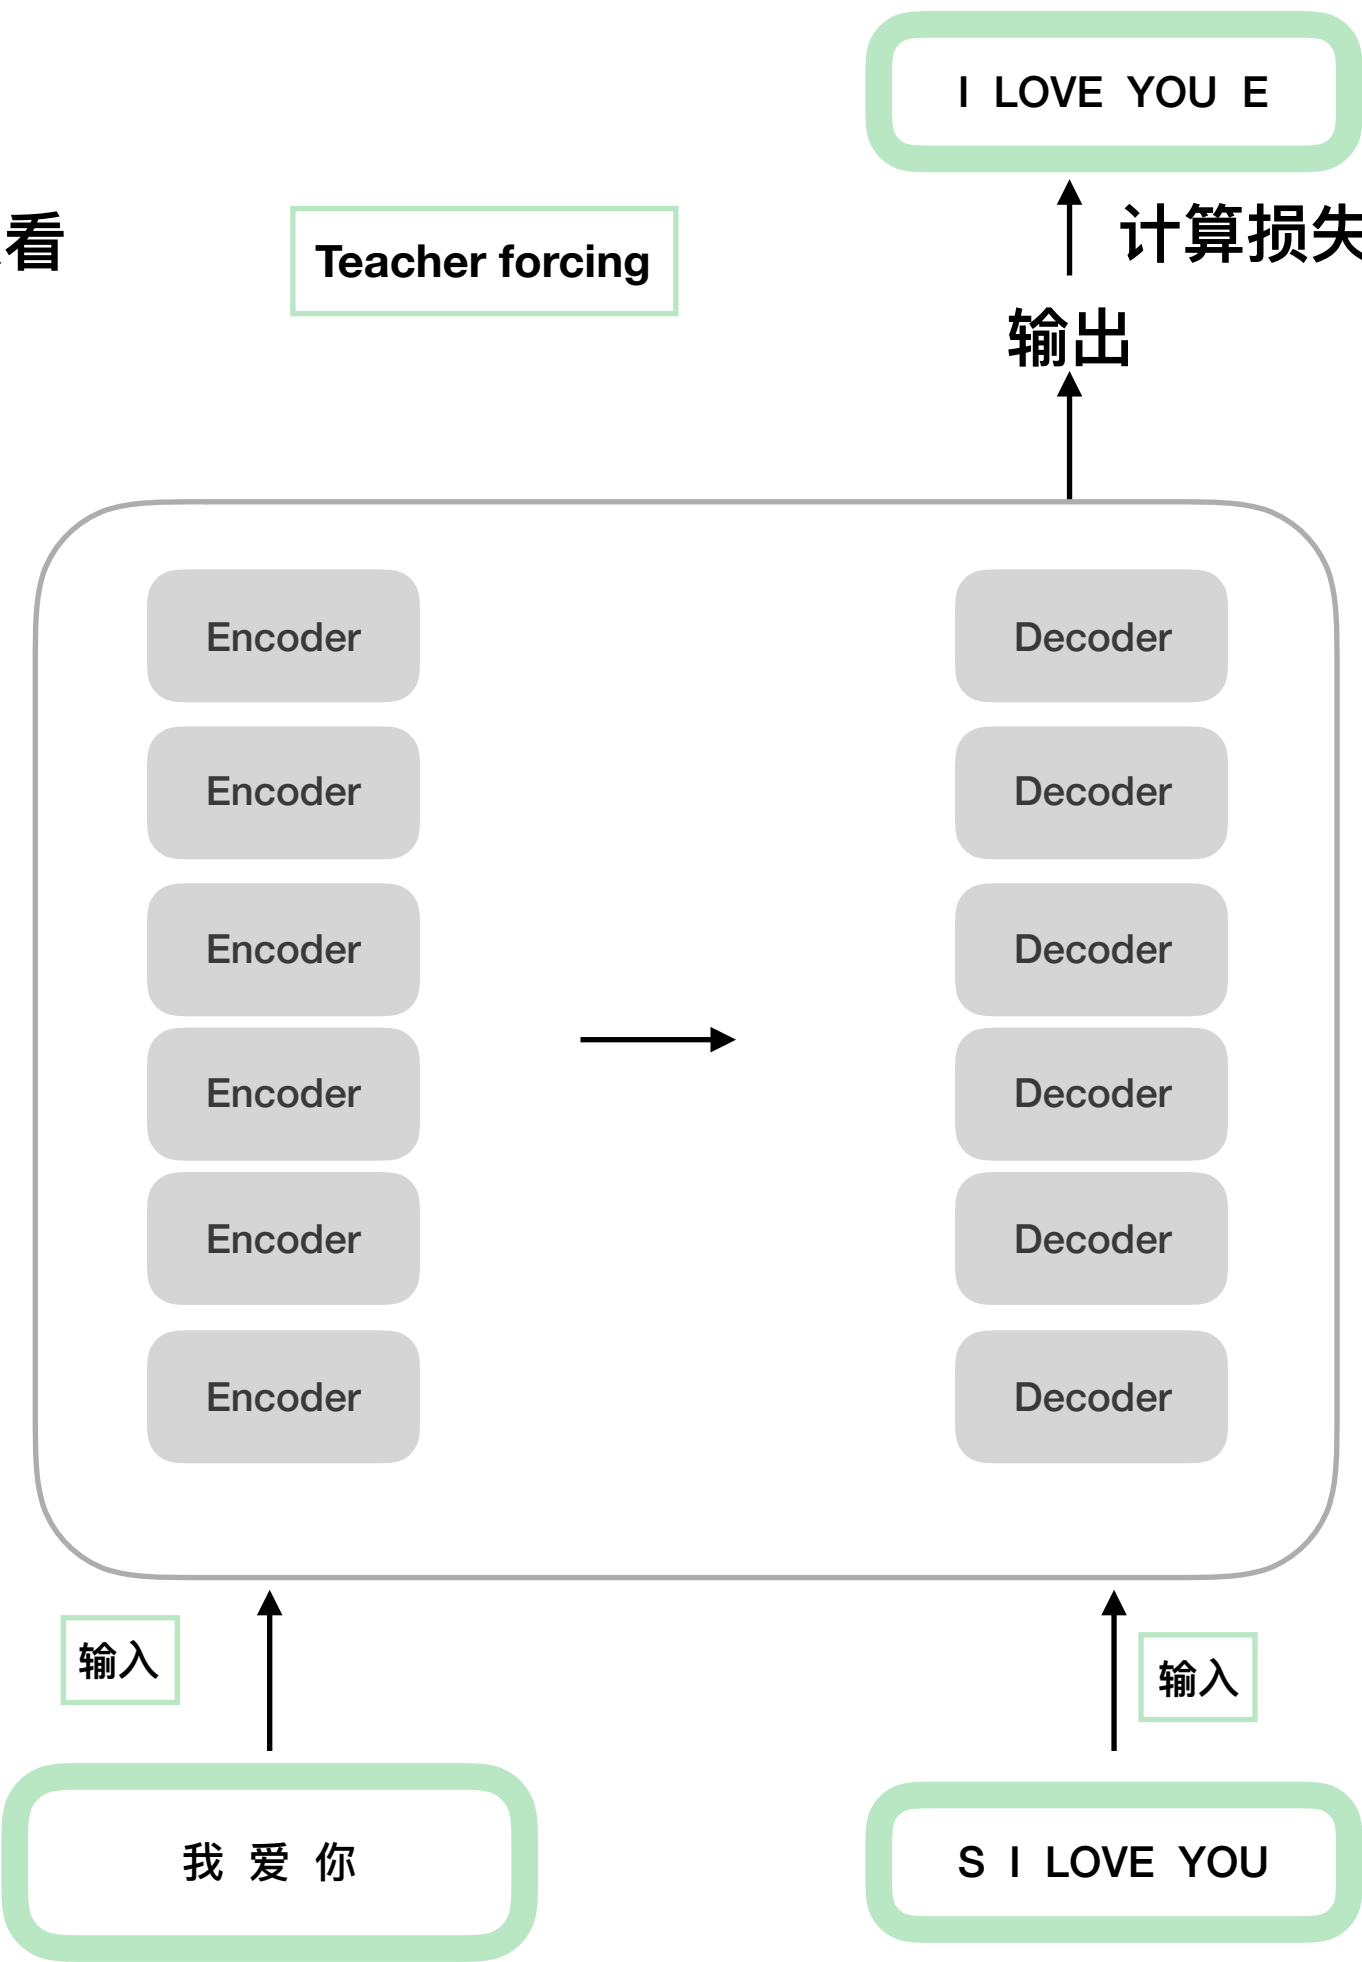 I LOVE YOU E
看
Teacher forcing
计算损失
输出
Encoder
Decoder
Encoder
Decoder
Encoder
Decoder
Encoder
Decoder
Encoder
Decoder
Encoder
Decoder
输入
输入
我 爱 你
S I LOVE YOU